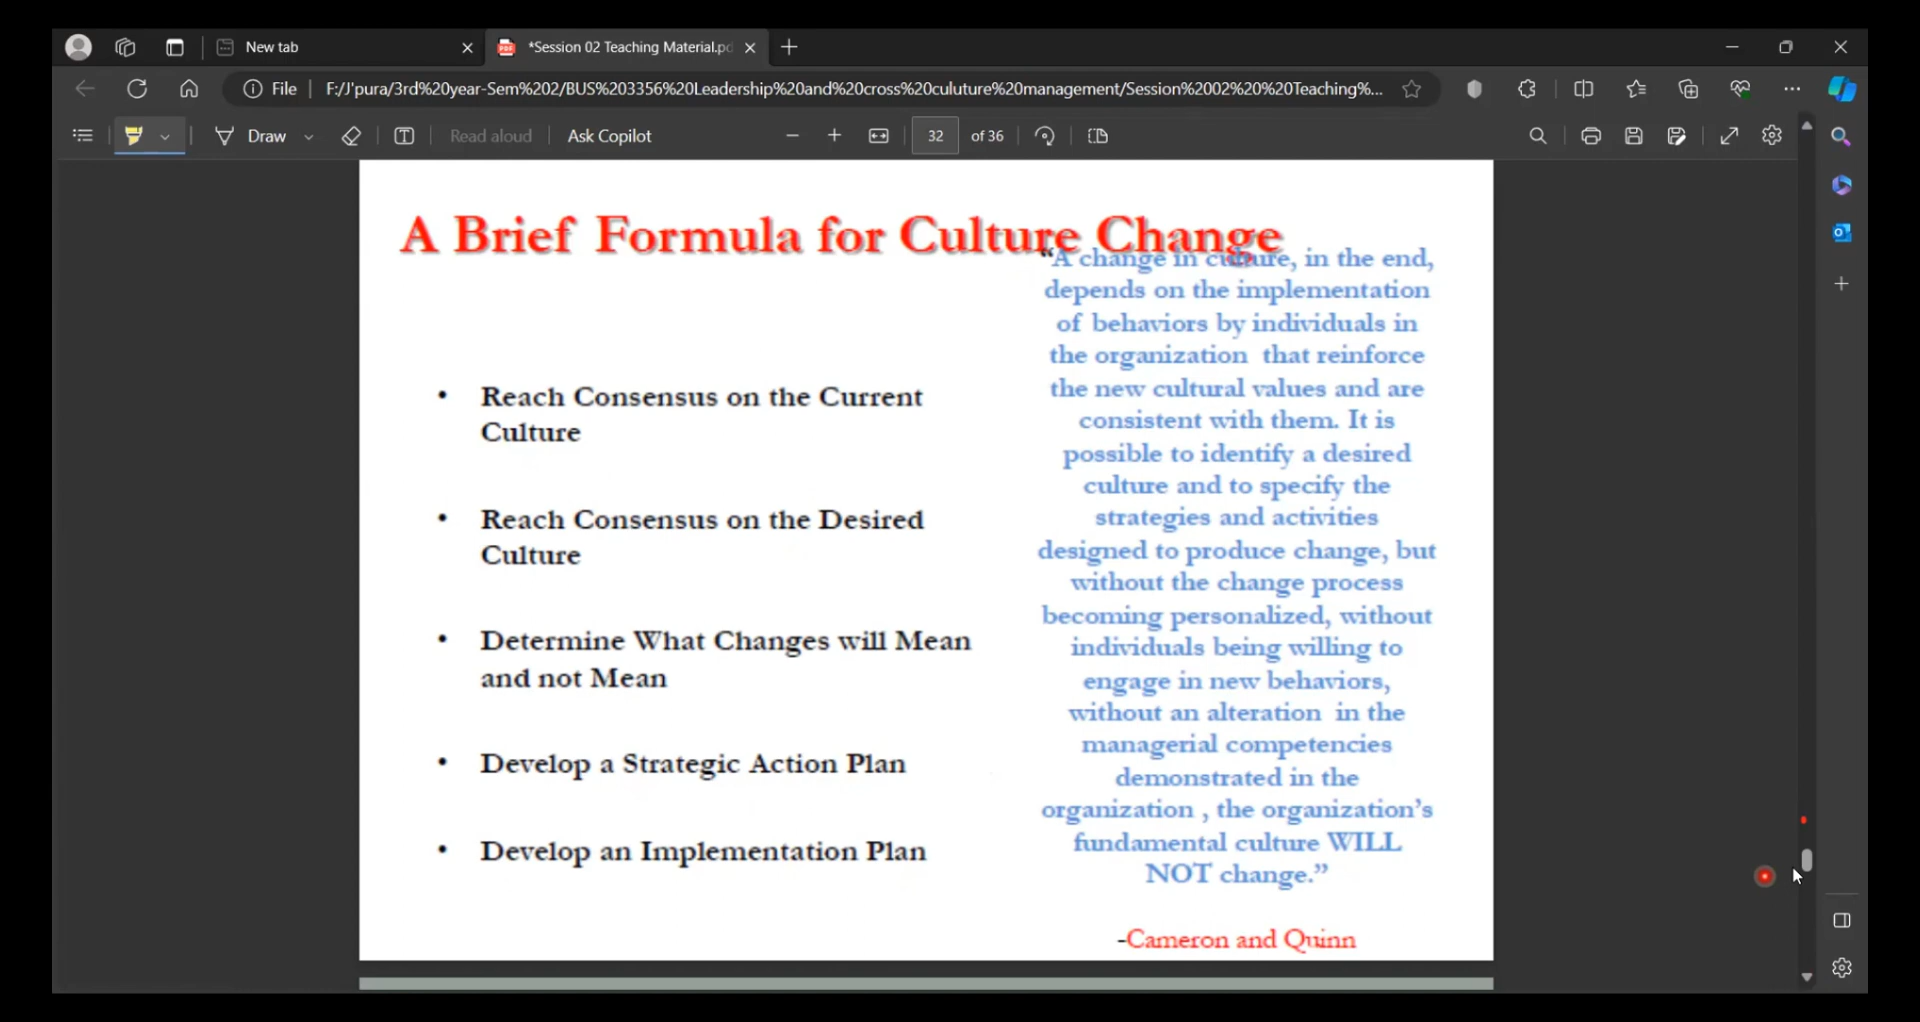 New tab
*Session 02 Teaching Material.pd
File
F:/J'pura/3rd%20year-Sem%202/BUS%203356%20Leadership%20and%20cross%20culuture%20management/Session%2002%20%20Teaching%...
Draw
Read aloud
Ask Copilot
32
of 36
A Brief Formula for Culture Change
• Reach Consensus on the Current
Culture
• Reach Consensus on the Desired
Culture
• Determine What Changes will Mean
and not Mean
• Develop a Strategic Action Plan
• Develop an Implementation Plan
“A change in culture, in the end,
depends on the implementation
of behaviors by individuals in
the organization that reinforce
the new cultural values and are
consistent with them. It is
possible to identify a desired
culture and to specify the
strategies and activities
designed to produce change, but
without the change process
becoming personalized, without
individuals being willing to
engage in new behaviors,
without an alteration in the
managerial competencies
demonstrated in the
organization , the organization’s
fundamental culture WILL
NOT change.”
-Cameron and Quinn